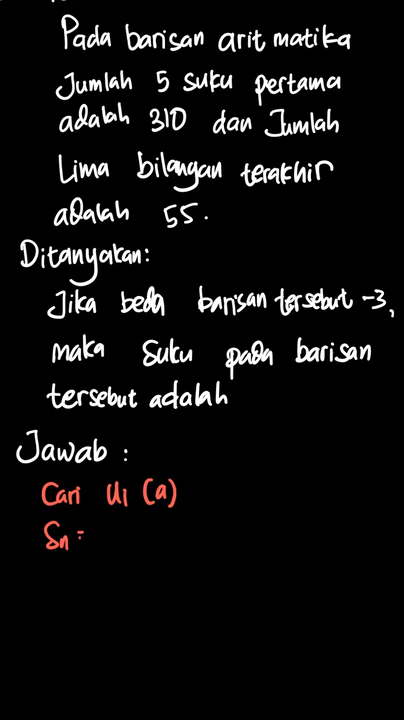 Pada barisan aritmatika
Jumlah 5 suku pertama
adalah 310 dan Jumlah
Lima bilangan terakhir
adalah 55.
Ditanyakan:
Jika beda barisan tersebut -3,
maka suku pada barisan
tersebut adalah
Jawab :
Cari U1 (a)
Sn =